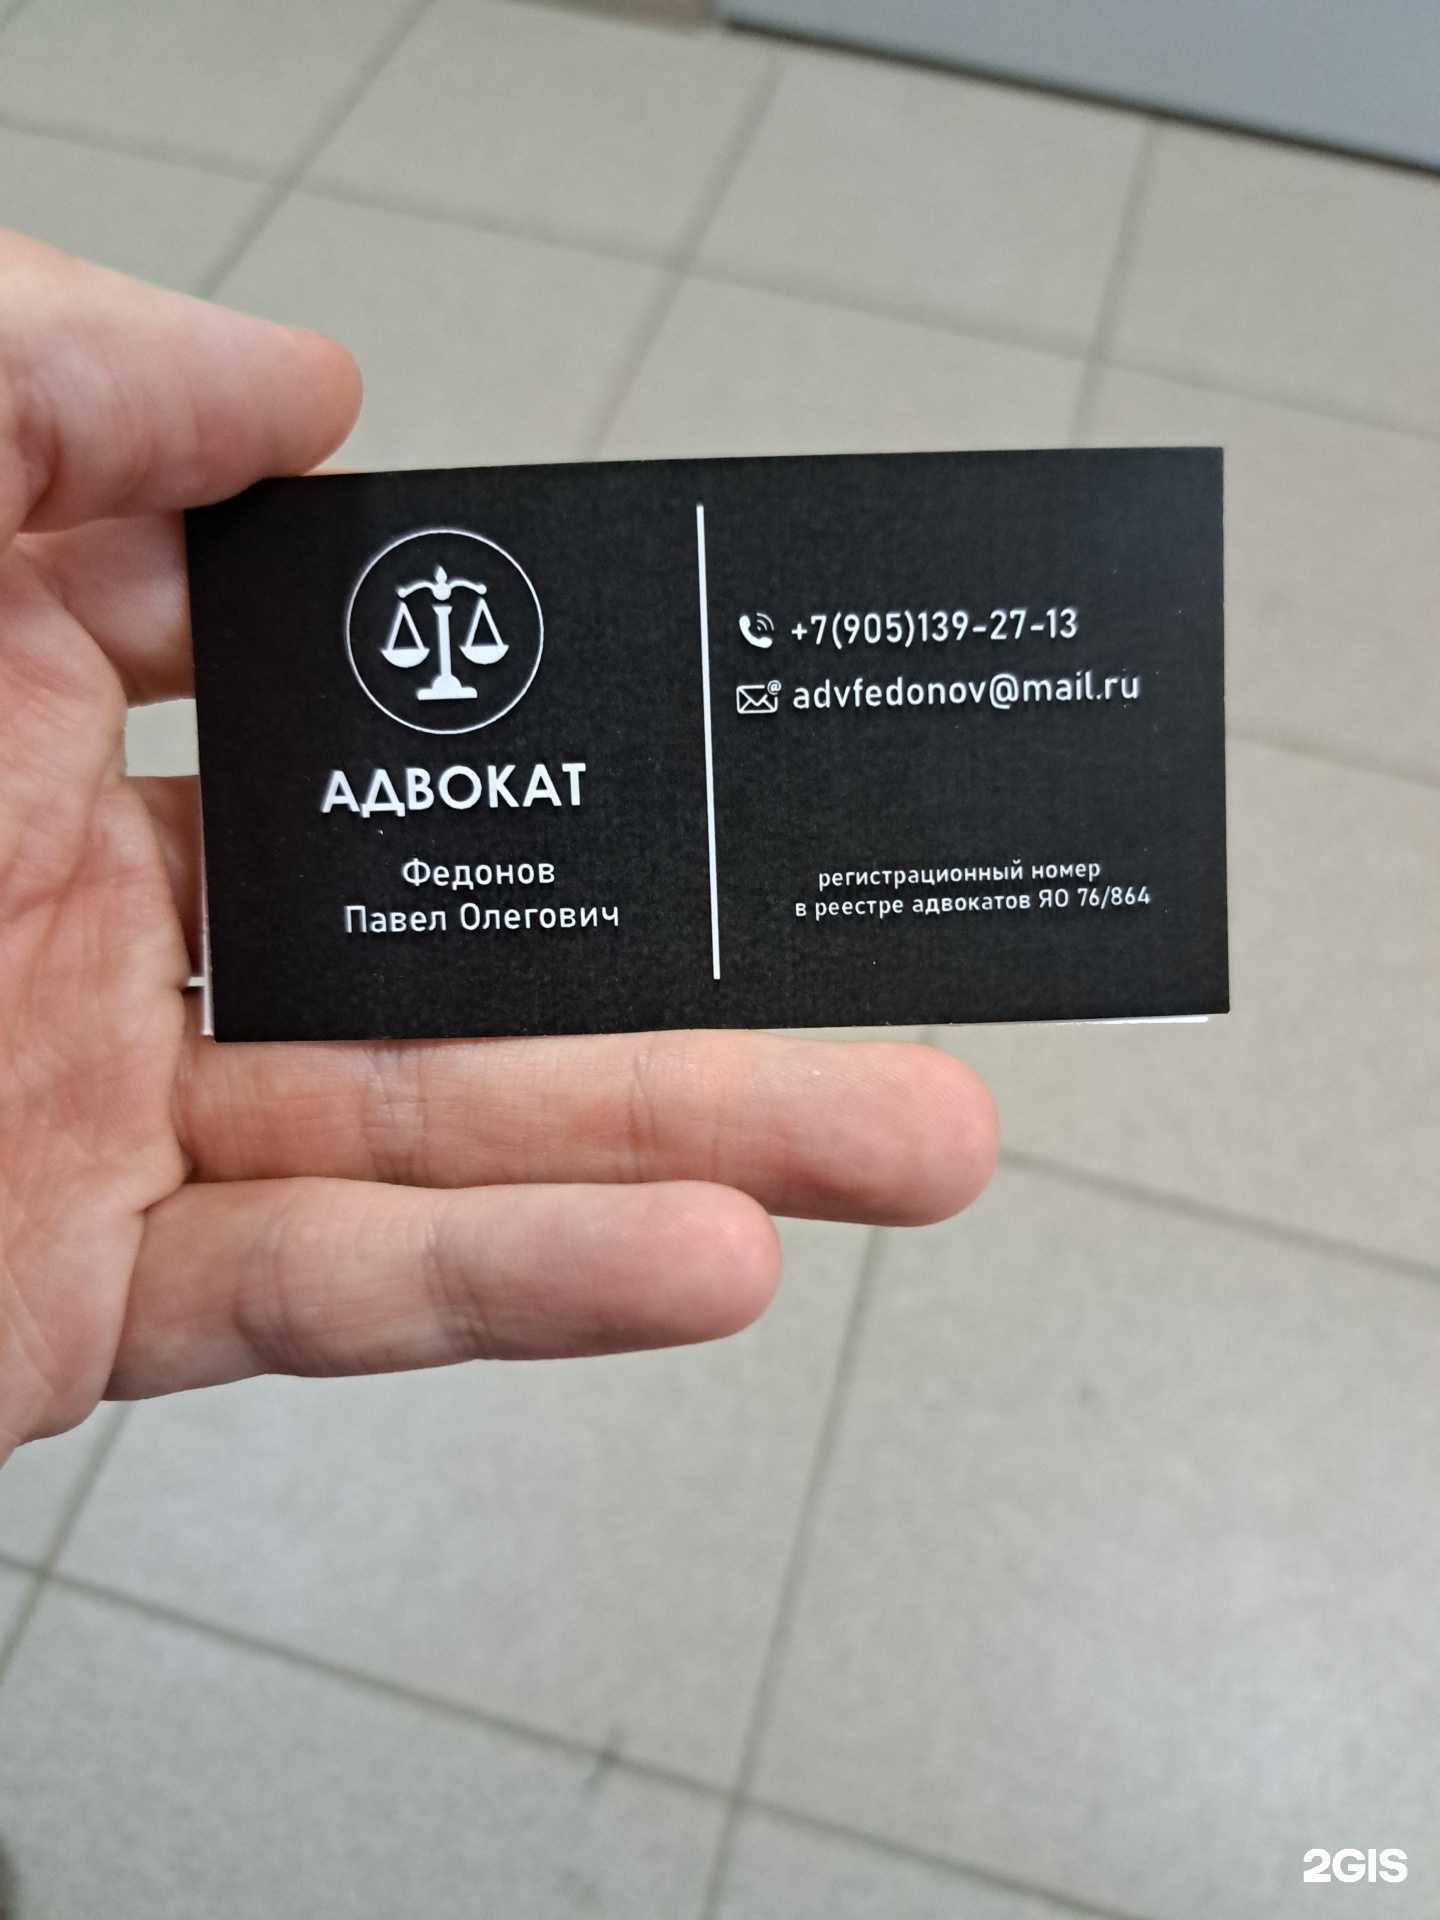 АДВОКАТ
Федонов
Павел Олегович
+7(905)139-27-13
advfedonov@mail.ru
регистрационный номер
в реестре адвокатов ЯО 76/864
2GIS